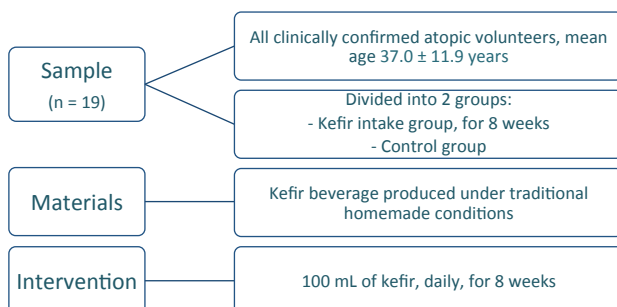 Sample
(n = 19)
All clinically confirmed atopic volunteers, mean
age 37.0 ± 11.9 years
Divided into 2 groups:
- Kefir intake group, for 8 weeks
- Control group
Materials
Kefir beverage produced under traditional
homemade conditions
Intervention
100 mL of kefir, daily, for 8 weeks